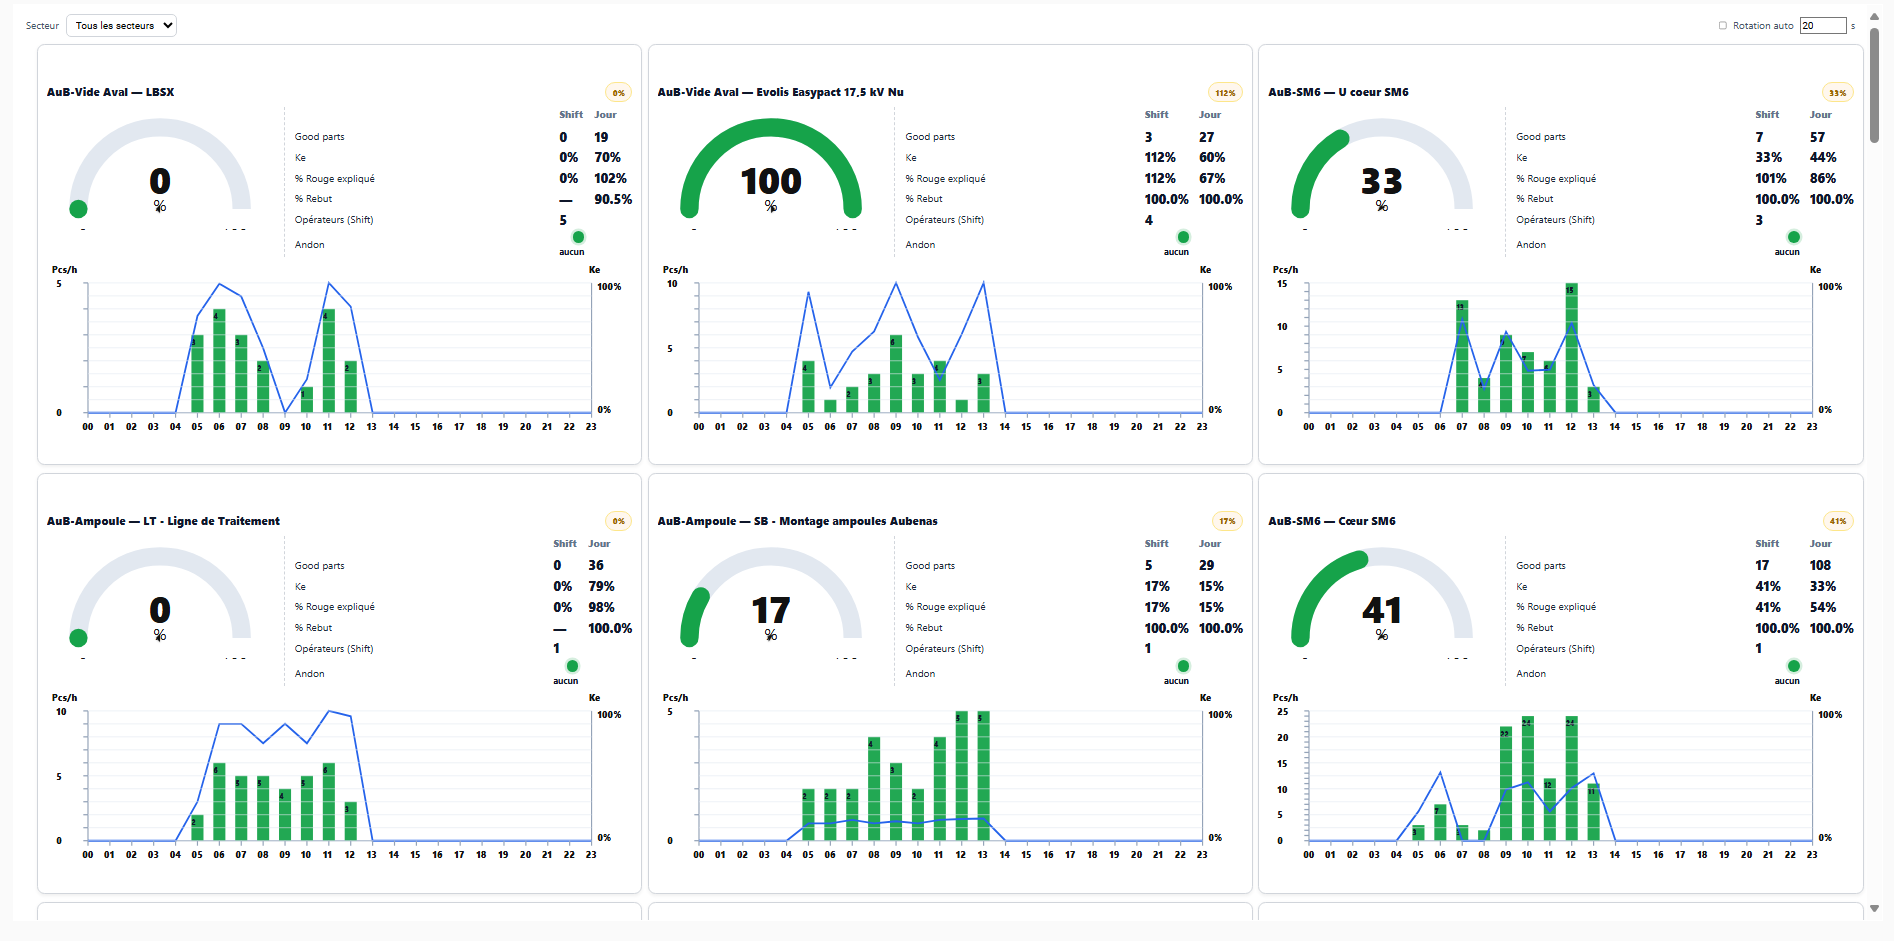 Secteur Tous les secteurs Rotation auto 20 s
AuB-Vide Aval — LBSX 0%
Shift Jour
Good parts 0 19
Ke 0% 70%
% Rouge expliqué 0% 102%
% Rebut — 90.5%
Opérateurs (Shift) 5
Andon aucun
0
%
Pcs/h Ke
5 100%
3 4 3 2 1 4 2
0 0%
00 01 02 03 04 05 06 07 08 09 10 11 12 13 14 15 16 17 18 19 20 21 22 23
AuB-Vide Aval — Evolis Easypact 17,5 kV Nu 112%
Shift Jour
Good parts 3 27
Ke 112% 60%
% Rouge expliqué 112% 67%
% Rebut 100.0% 100.0%
Opérateurs (Shift) 4
Andon aucun
100
%
Pcs/h Ke
10 100%
5
4 2 3 6 3 4 3
0 0%
00 01 02 03 04 05 06 07 08 09 10 11 12 13 14 15 16 17 18 19 20 21 22 23
AuB-SM6 — U coeur SM6 33%
Shift Jour
Good parts 7 57
Ke 33% 44%
% Rouge expliqué 101% 86%
% Rebut 100.0% 100.0%
Opérateurs (Shift) 3
Andon aucun
33
%
Pcs/h Ke
15 100%
10
5
13 4 9 7 6 15 3
0 0%
00 01 02 03 04 05 06 07 08 09 10 11 12 13 14 15 16 17 18 19 20 21 22 23
AuB-Ampoule — LT - Ligne de Traitement 0%
Shift Jour
Good parts 0 36
Ke 0% 79%
% Rouge expliqué 0% 98%
% Rebut — 100.0%
Opérateurs (Shift) 1
Andon aucun
0
%
Pcs/h Ke
10 100%
5
2 6 5 5 4 5 6 3
0 0%
00 01 02 03 04 05 06 07 08 09 10 11 12 13 14 15 16 17 18 19 20 21 22 23
AuB-Ampoule — SB - Montage ampoules Aubenas 17%
Shift Jour
Good parts 5 29
Ke 17% 15%
% Rouge expliqué 17% 15%
% Rebut 100.0% 100.0%
Opérateurs (Shift) 1
Andon aucun
17
%
Pcs/h Ke
5 100%
2 2 2 4 3 2 4 5 5
0 0%
00 01 02 03 04 05 06 07 08 09 10 11 12 13 14 15 16 17 18 19 20 21 22 23
AuB-SM6 — Cœur SM6 41%
Shift Jour
Good parts 17 108
Ke 41% 33%
% Rouge expliqué 41% 54%
% Rebut 100.0% 100.0%
Opérateurs (Shift) 1
Andon aucun
41
%
Pcs/h Ke
25 100%
20
15
10
5
3 7 3 22 24 12 24 11
0 0%
00 01 02 03 04 05 06 07 08 09 10 11 12 13 14 15 16 17 18 19 20 21 22 23